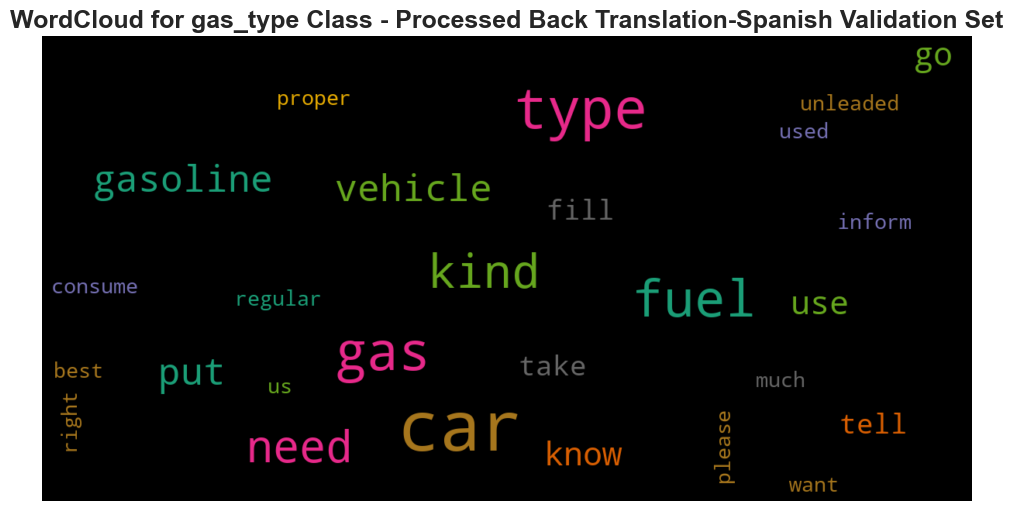 WordCloud for gas_type Class - Processed Back Translation-Spanish Validation Set
go
proper
type
unleaded
used
gasoline
vehicle
fill
inform
kind
consume
regular
fuel
use
gas
take
best
put
us
much
right
car
need
know
please
tell
want